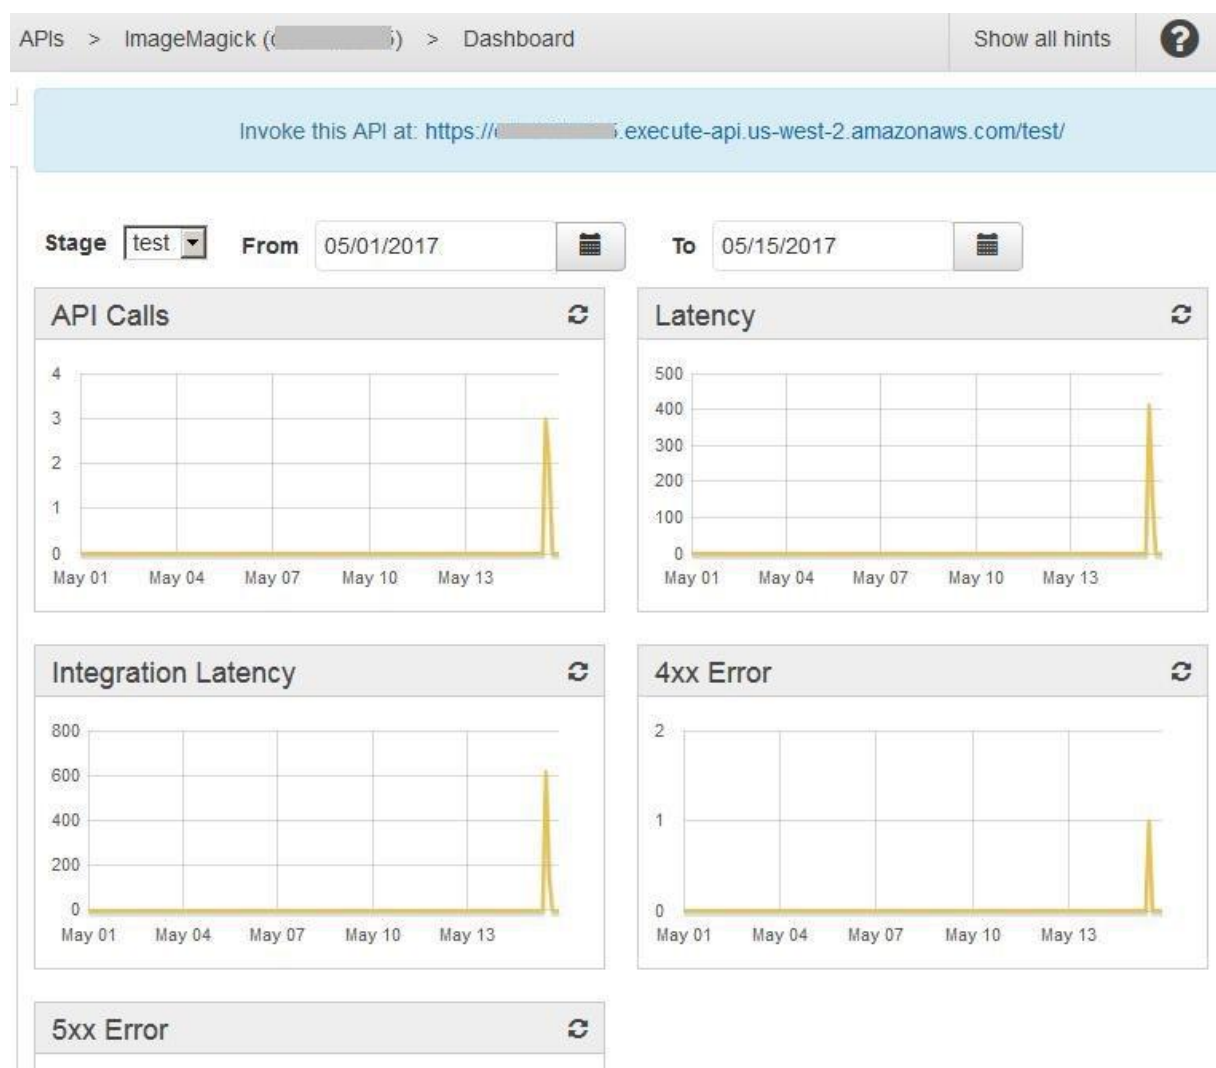 APIs > ImageMagick ( 5) > Dashboard Show all hints ?
Invoke this API at: https:// 5.execute-api.us-west-2.amazonaws.com/test/
Stage test From 05/01/2017 To 05/15/2017
API Calls
4
3
2
1
0
May 01 May 04 May 07 May 10 May 13
Latency
500
400
300
200
100
0
May 01 May 04 May 07 May 10 May 13
Integration Latency
800
600
400
200
0
May 01 May 04 May 07 May 10 May 13
4xx Error
2
1
0
May 01 May 04 May 07 May 10 May 13
5xx Error